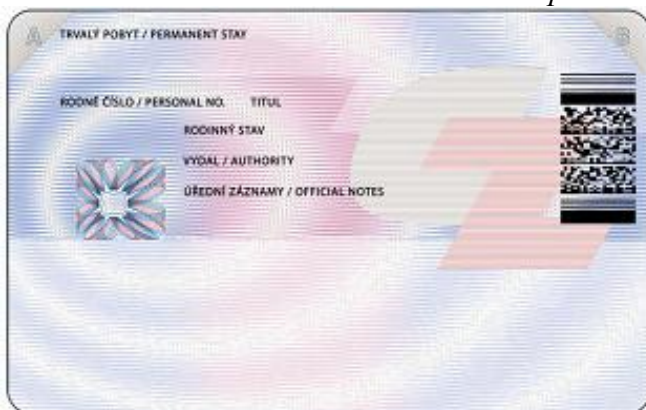 A TRVALÝ POBYT / PERMANENT STAY B
RODNÉ ČÍSLO / PERSONAL NO. TITUL
RODINNÝ STAV
VYDAL / AUTHORITY
ÚŘEDNÍ ZÁZNAMY / OFFICIAL NOTES